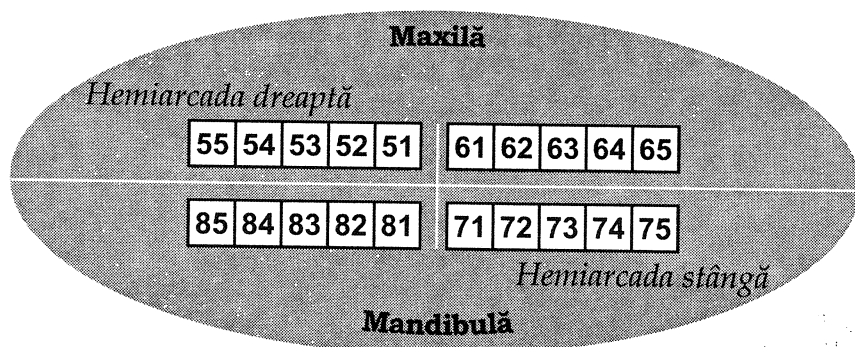 Maxilă
Hemiarcada dreaptă
55 54 53 52 51 61 62 63 64 65
85 84 83 82 81 71 72 73 74 75
Hemiarcada stângă
Mandibulă